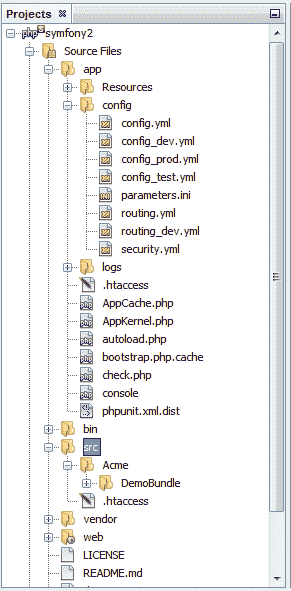 Projects
symfony2
Source Files
app
Resources
config
config.yml
config_dev.yml
config_prod.yml
config_test.yml
parameters.ini
routing.yml
routing_dev.yml
security.yml
logs
.htaccess
AppCache.php
AppKernel.php
autoload.php
bootstrap.php.cache
check.php
console
phpunit.xml.dist
bin
src
Acme
DemoBundle
.htaccess
vendor
web
LICENSE
README.md